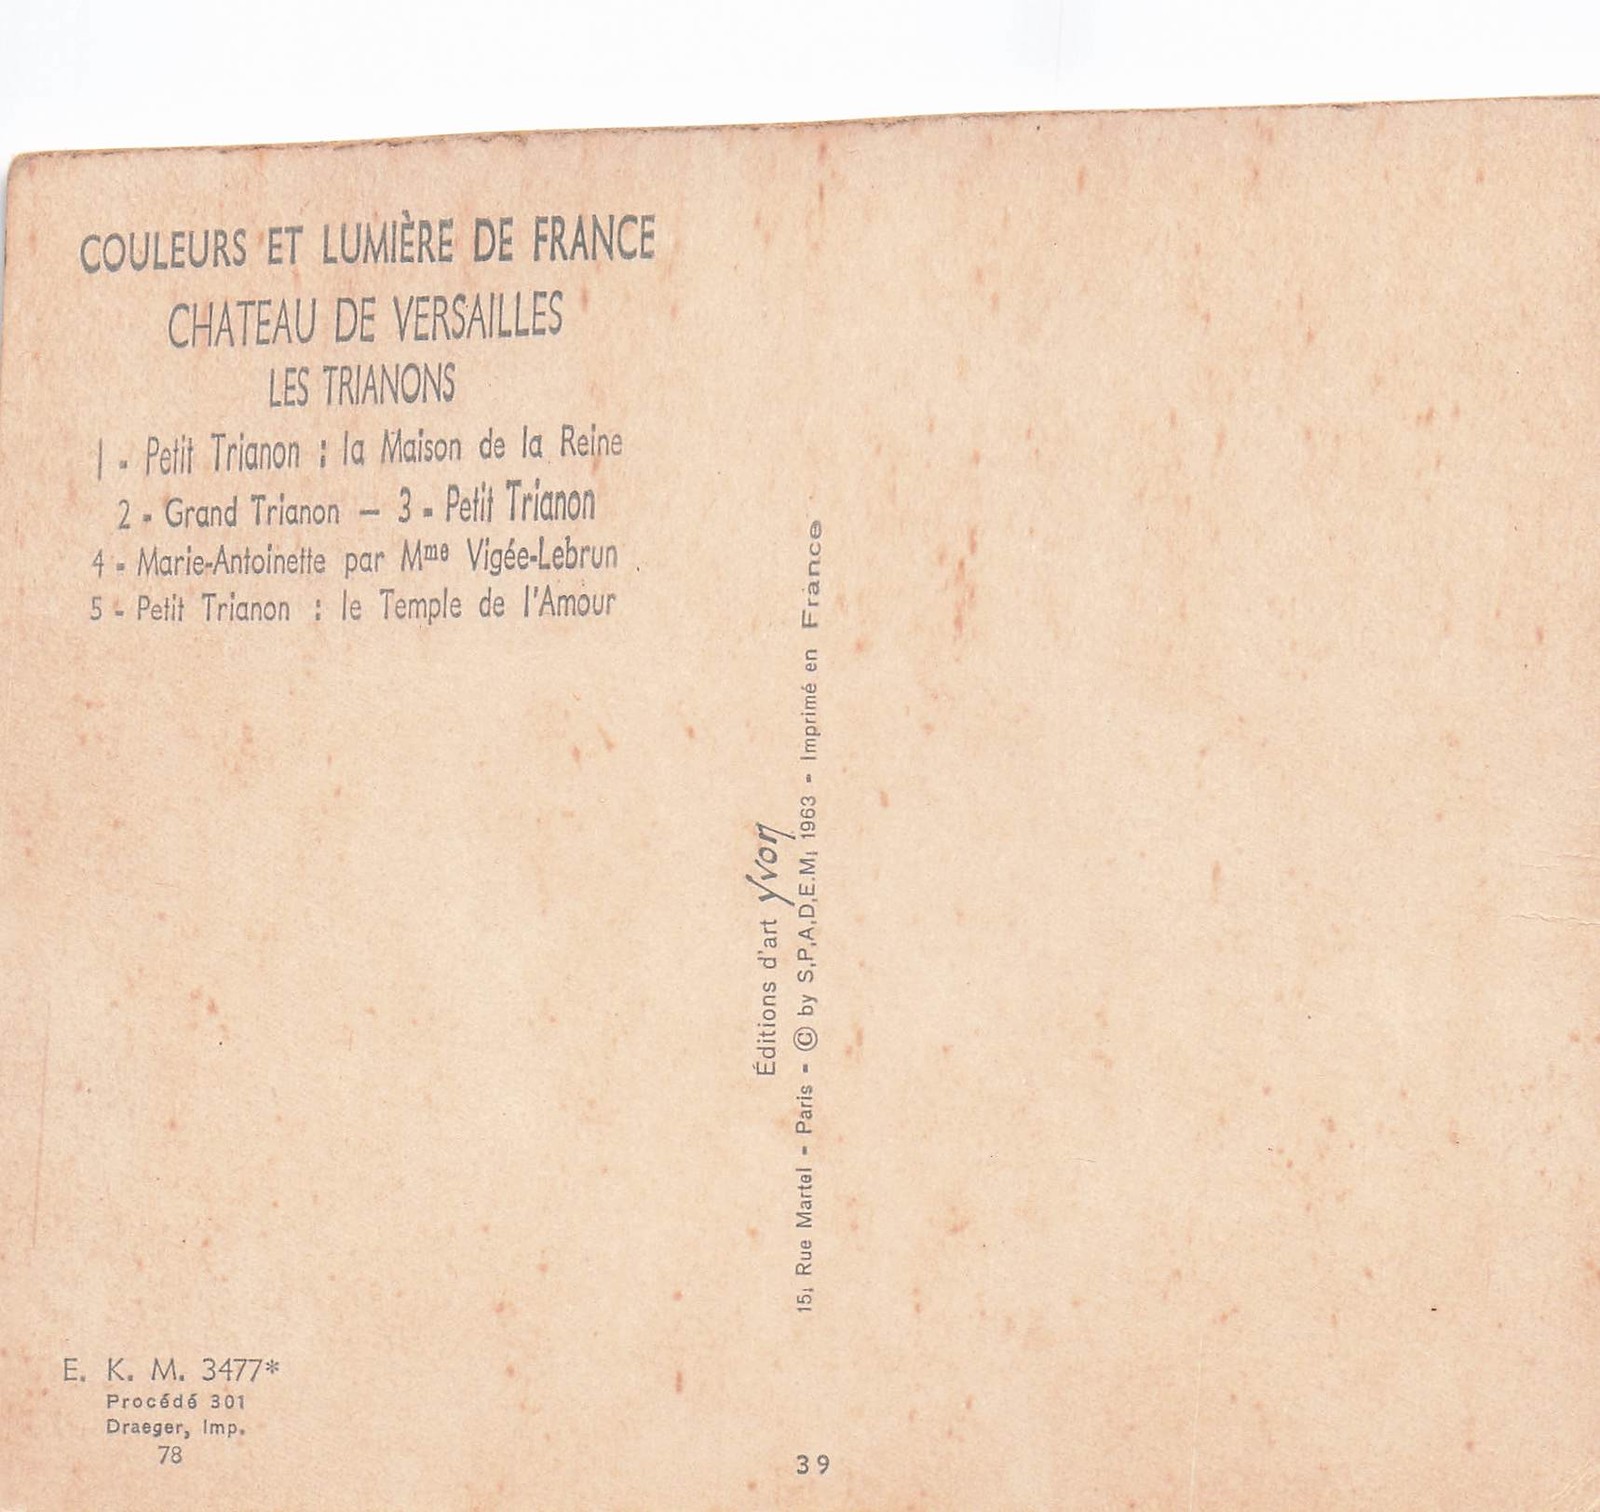 COULEURS ET LUMIÈRE DE FRANCE
CHATEAU DE VERSAILLES
LES TRIANONS
1 - Petit Trianon : la Maison de la Reine
2 - Grand Trianon — 3 - Petit Trianon
4 - Marie-Antoinette par Mme Vigée-Lebrun
5 - Petit Trianon : le Temple de l'Amour
Éditions d'art Yvon
15, Rue Martel - Paris - © by S.P.A.D.E.M. 1963 - Imprimé en France
E. K. M. 3477*
Procédé 301
Draeger, Imp.
78
39